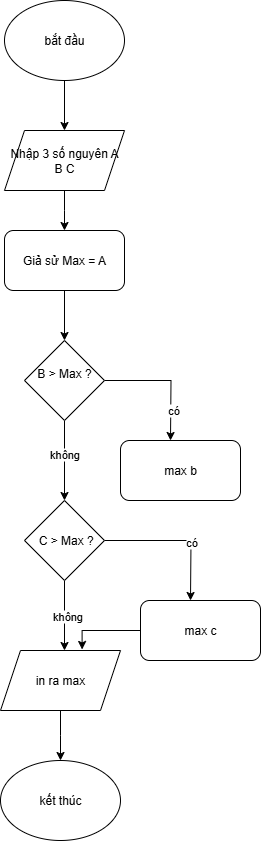 bắt đầu
Nhập 3 số nguyên A
B C
Giả sử Max = A
B > Max ?
có
max b
không
C > Max ?
có
max c
không
in ra max
kết thúc